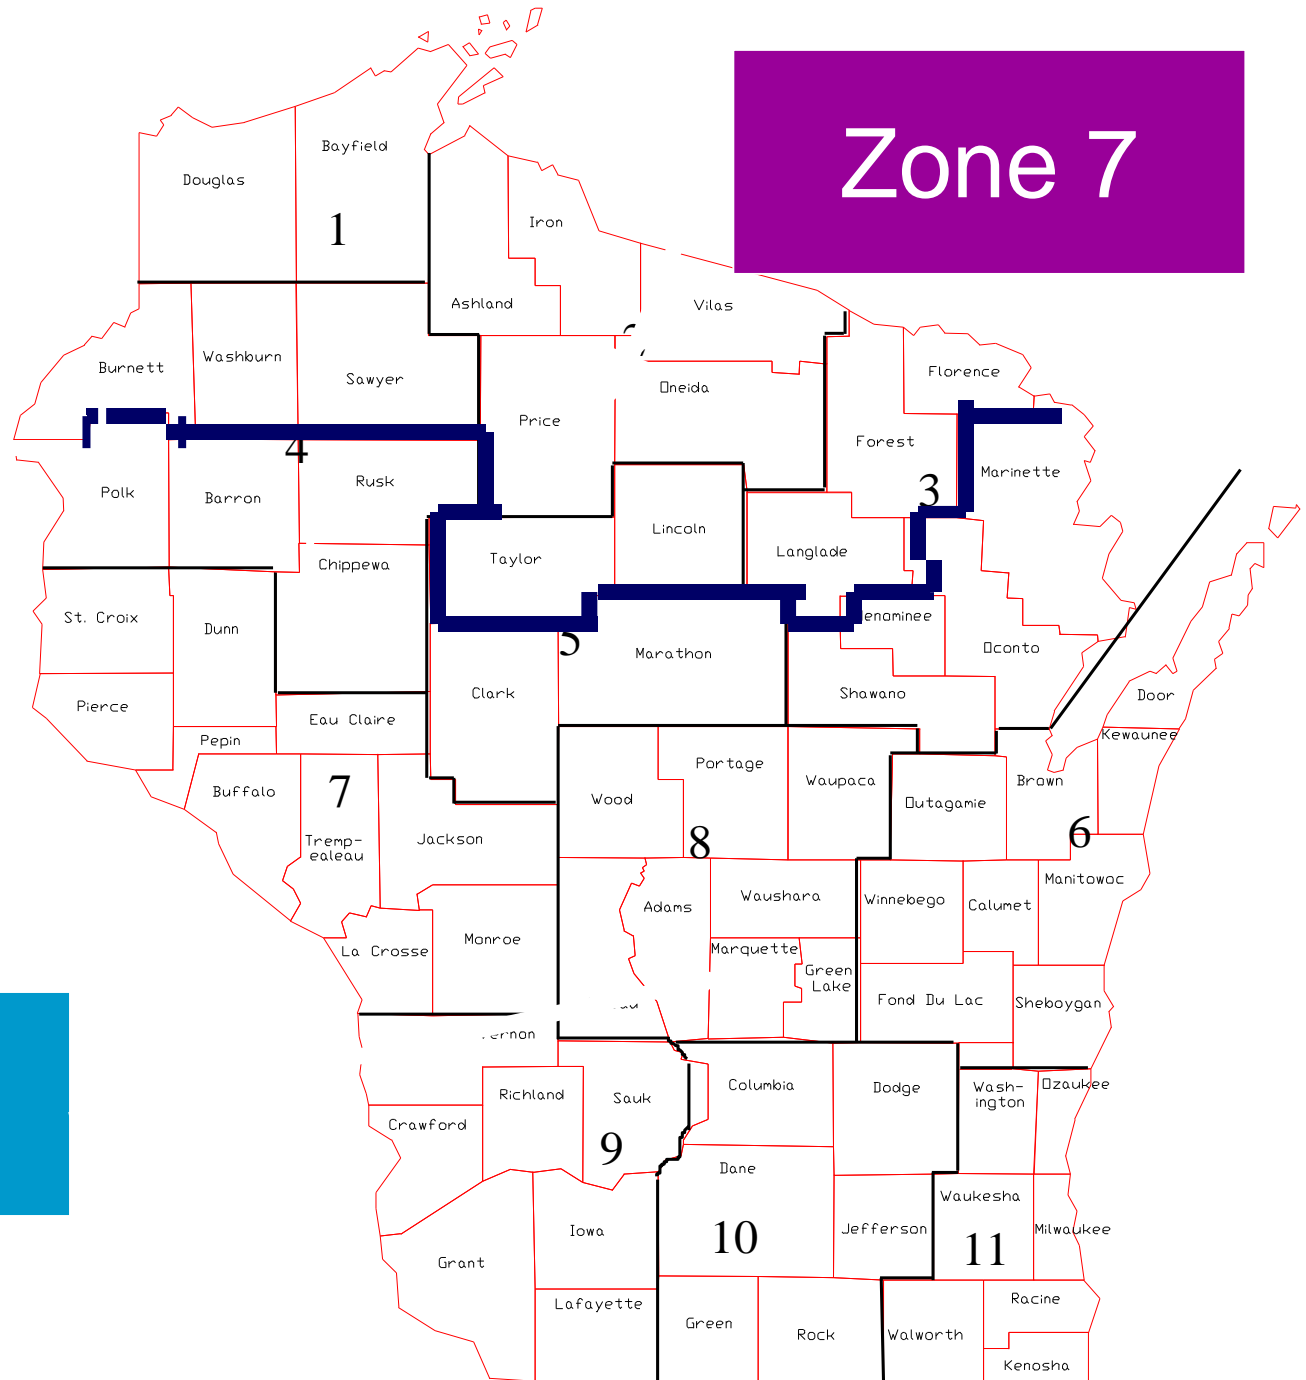 Zone 7
Bayfield
Douglas
1
Iron
Ashland
Vilas
Washburn
Burnett
Sawyer
Florence
Oneida
Price
Forest
4
Marinette
Rusk
Polk
Barron
3
Lincoln
Taylor
Langlade
Chippewa
St. Croix
Dunn
5
Marathon
Oconto
Clark
Shawano
Door
Pierce
Eau Claire
Kewaunee
Pepin
Portage
Waupaca
Brown
Buffalo
7
Wood
Outagamie
6
Jackson
8
Tremp-
ealeau
Manitowoc
Waushara
Winnebego
Calumet
Adams
Monroe
Marquette
La Crosse
Green
Lake
Fond Du Lac
Sheboygan
Columbia
Dodge
Wash-
ington
Ozaukee
Richland
Sauk
Crawford
9
Dane
Waukesha
Iowa
Jefferson
Milwaukee
10
11
Grant
Lafayette
Racine
Green
Rock
Walworth
Kenosha